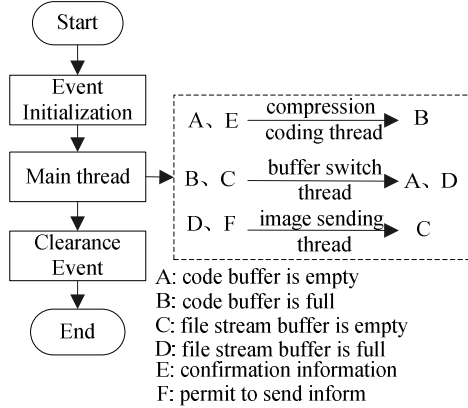 Start
Event
Initialization
Main thread
Clearance
Event
End
A、E compression coding thread B
B、C buffer switch thread A、D
D、F image sending thread C
A: code buffer is empty
B: code buffer is full
C: file stream buffer is empty
D: file stream buffer is full
E: confirmation information
F: permit to send inform